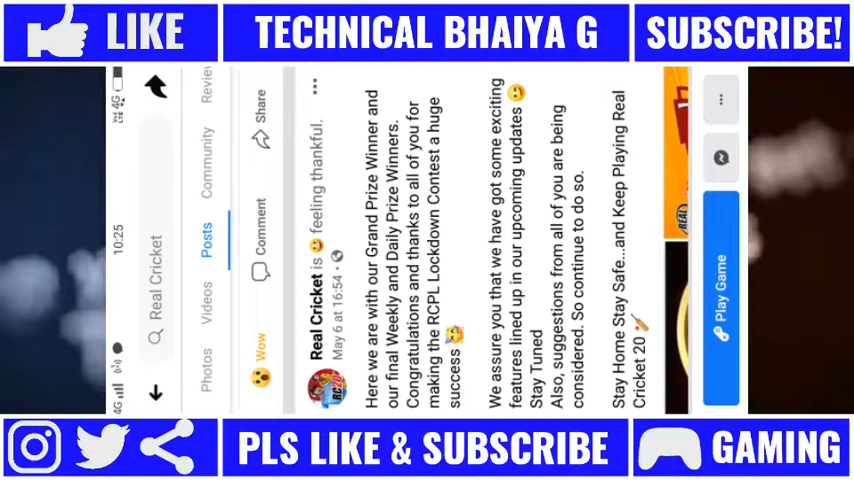 LIKE
TECHNICAL BHAIYA G
SUBSCRIBE!
4G
10:25
4G
Real Cricket
Photos
Videos
Posts
Community
Review
Wow
Comment
Share
Real Cricket is feeling thankful.
May 6 at 16:54
Here we are with our Grand Prize Winner and
our final Weekly and Daily Prize Winners.
Congratulations and thanks to all of you for
making the RCPL Lockdown Contest a huge
success
We assure you that we have got some exciting
features lined up in our upcoming updates
Stay Tuned
Also, suggestions from all of you are being
considered. So continue to do so.
Stay Home Stay Safe...and Keep Playing Real
Cricket 20
REAL
Play Game
PLS LIKE & SUBSCRIBE
GAMING